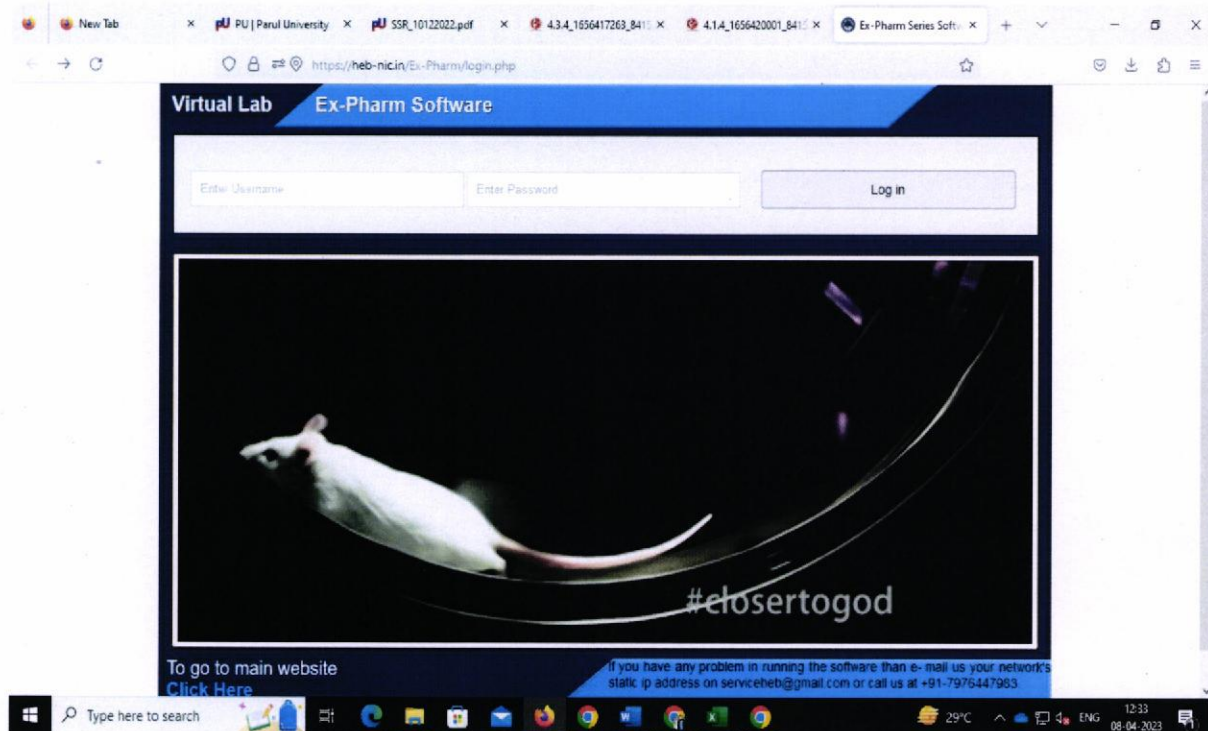 New Tab
PU | Parul University
SSR_10122022.pdf
4.3.4_1656417263_8415
4.1.4_1656420001_8415
Ex-Pharm Series Soft
https://heb-nic.in/Ex-Pharm/login.php
Virtual Lab Ex-Pharm Software
Enter Username
Enter Password
Log in
#closertogod
To go to main website
Click Here
If you have any problem in running the software than e- mail us your network's
static ip address on serviceheb@gmail.com or call us at +91-7976447983
Type here to search
29°C
ENG
12:33
08-04-2023